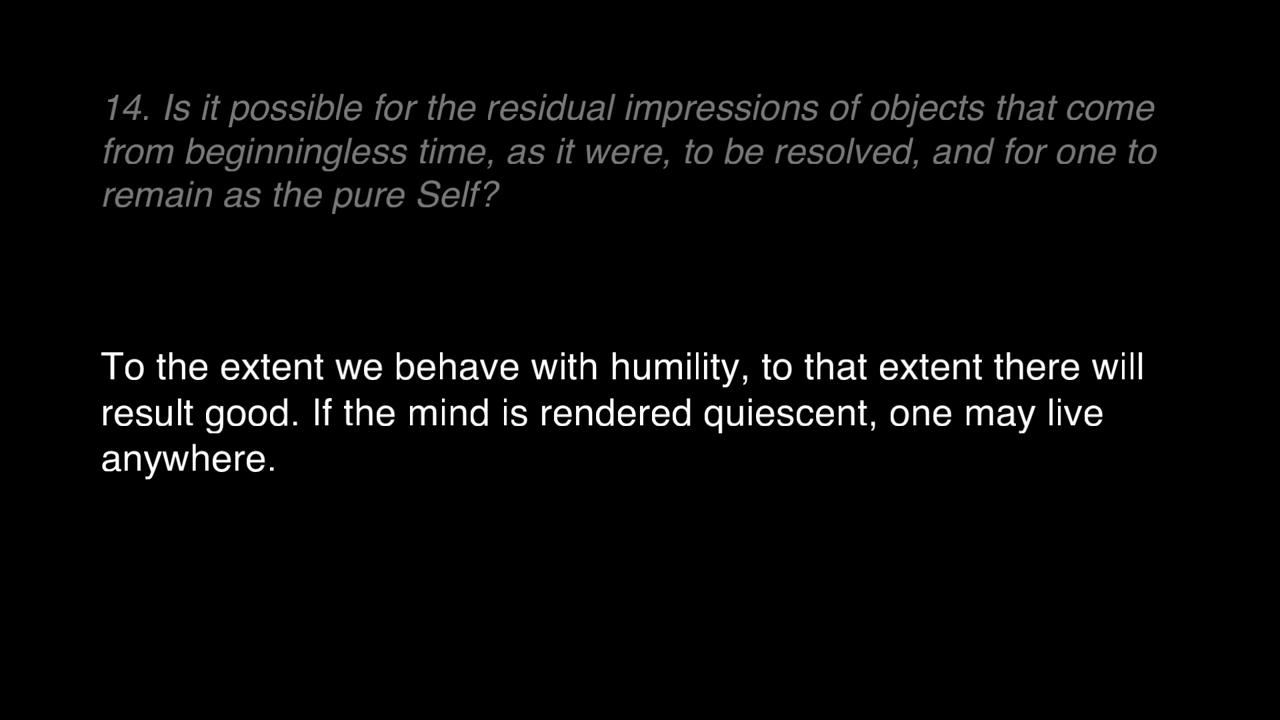 14. Is it possible for the residual impressions of objects that come
from beginningless time, as it were, to be resolved, and for one to
remain as the pure Self?
To the extent we behave with humility, to that extent there will
result good. If the mind is rendered quiescent, one may live
anywhere.